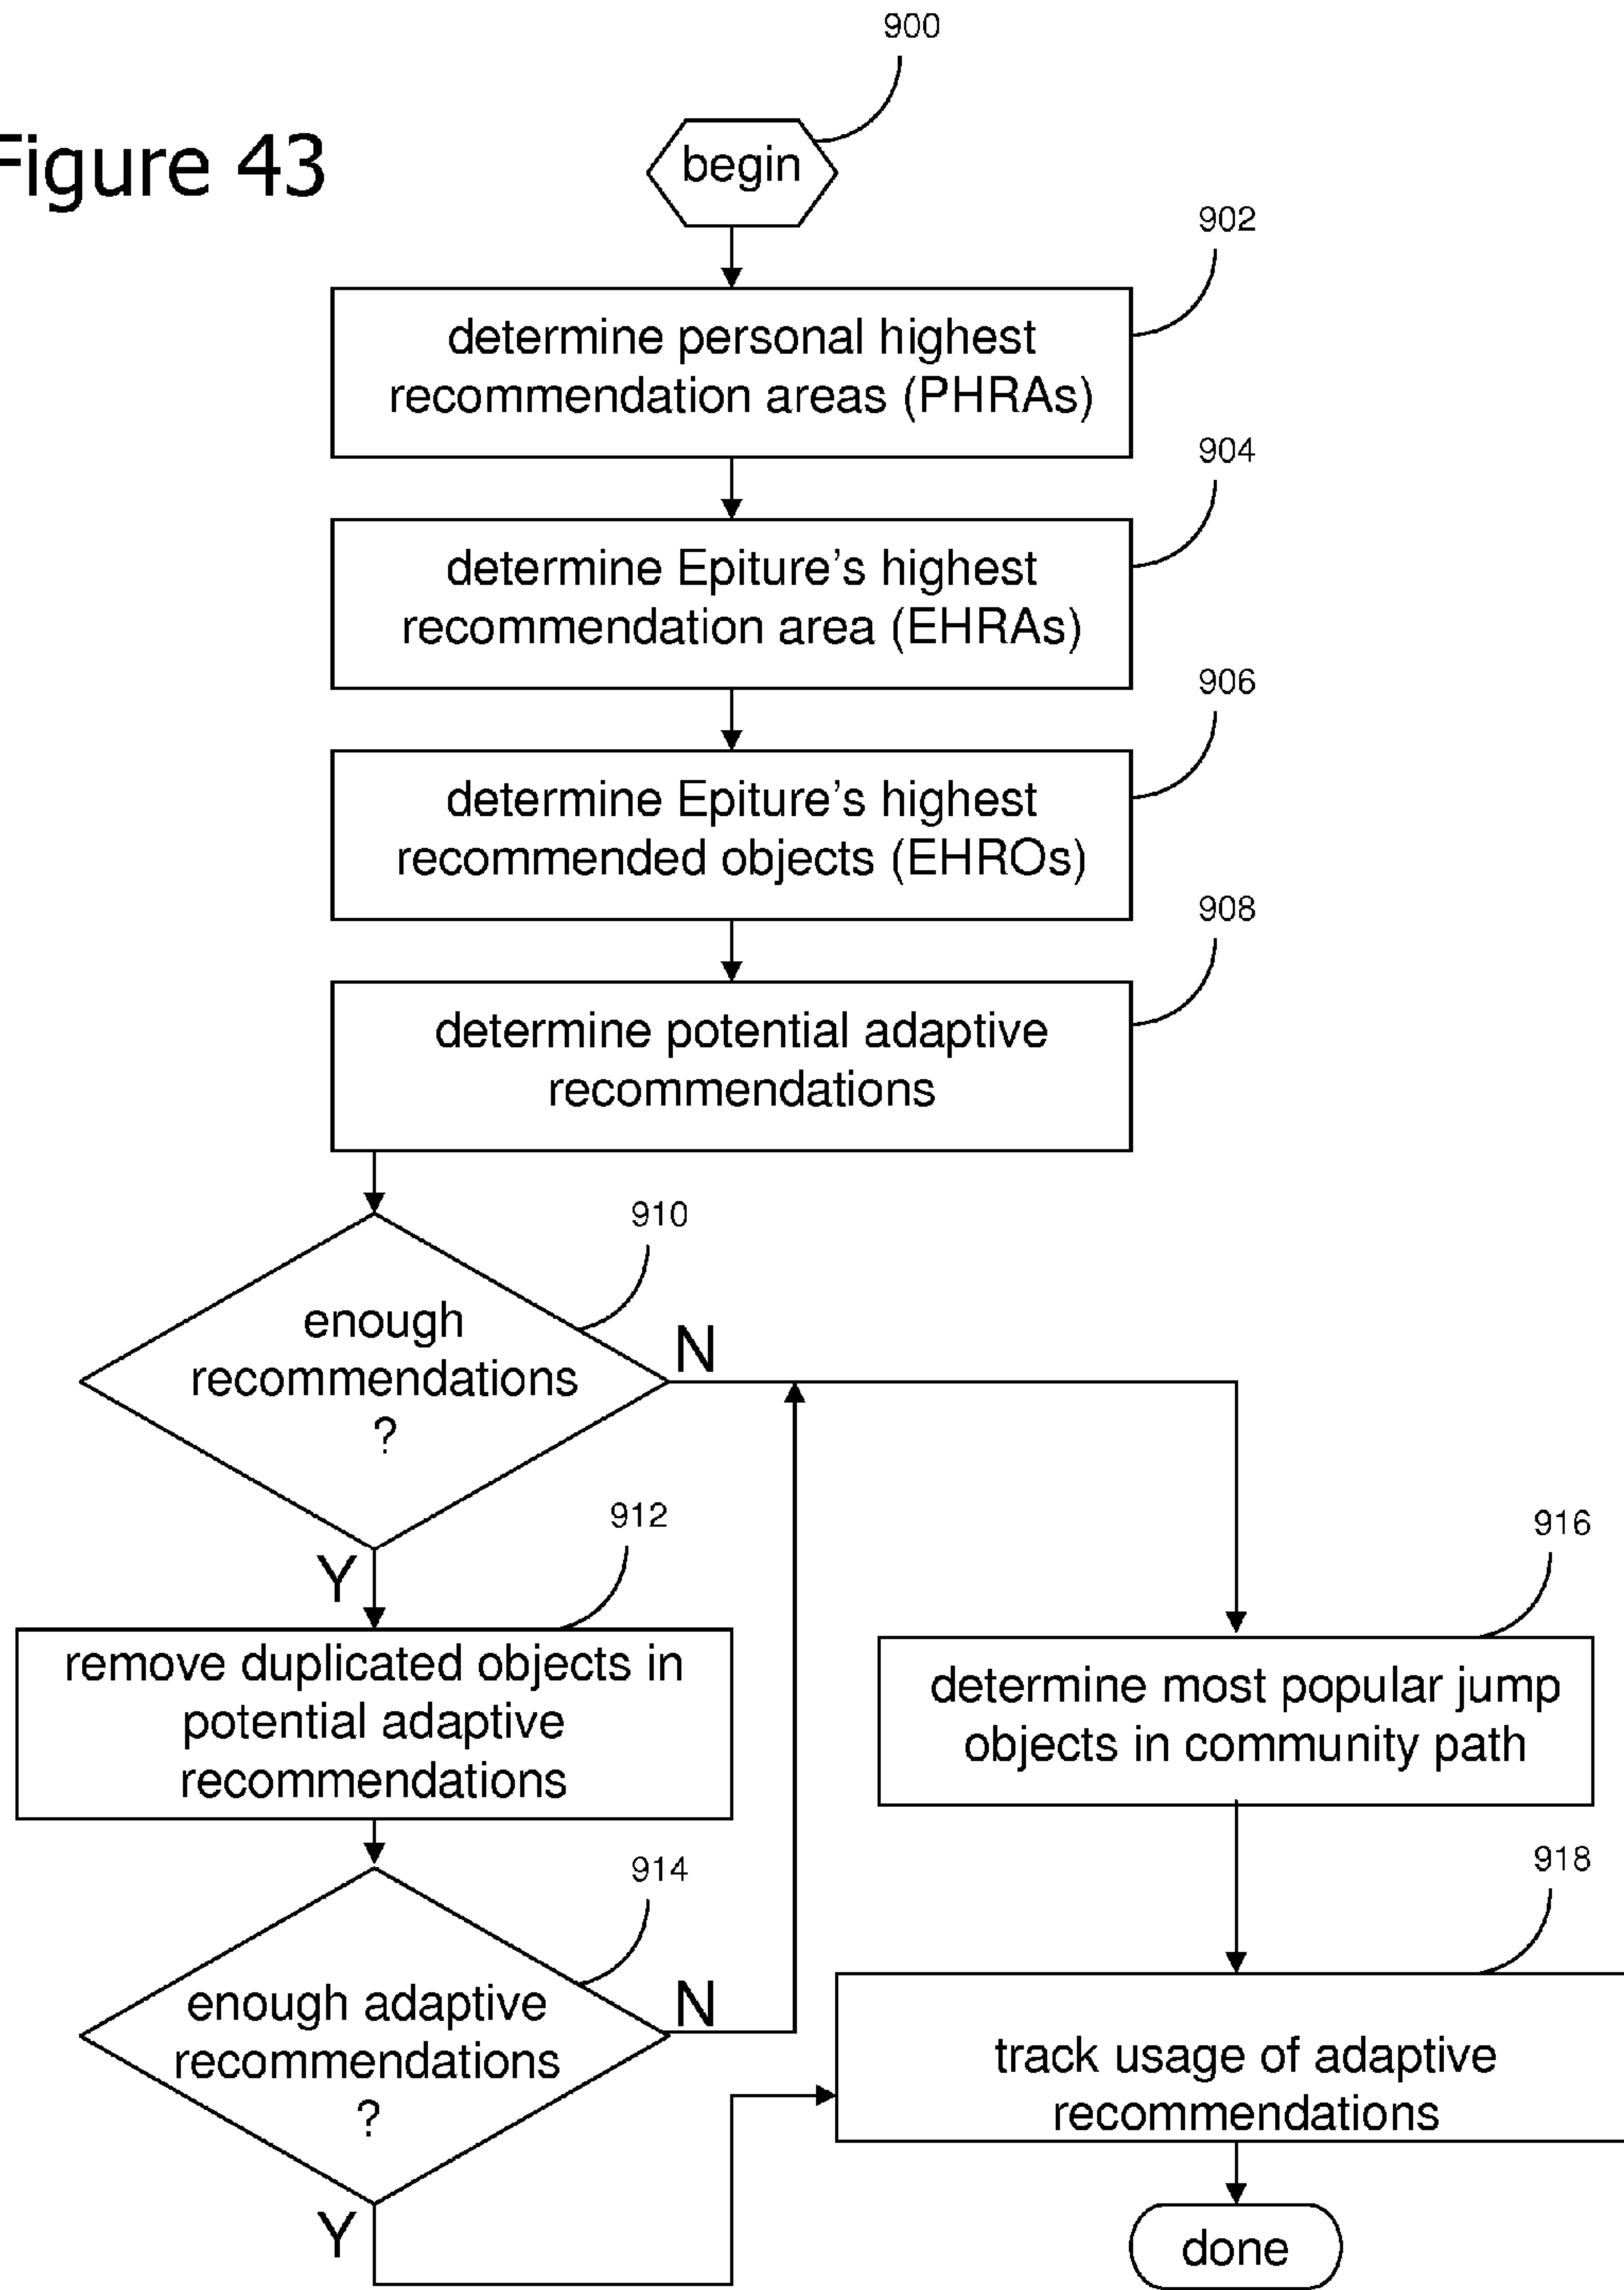 900
Figure 43
begin
902
determine personal highest
recommendation areas (PHRAs)
904
determine Epiture's highest
recommendation area (EHRAs)
906
determine Epiture's highest
recommended objects (EHROs)
908
determine potential adaptive
recommendations
910
enough
recommendations
?
N
Y
912
remove duplicated objects in
potential adaptive
recommendations
916
determine most popular jump
objects in community path
914
enough adaptive
recommendations
?
N
Y
918
track usage of adaptive
recommendations
done